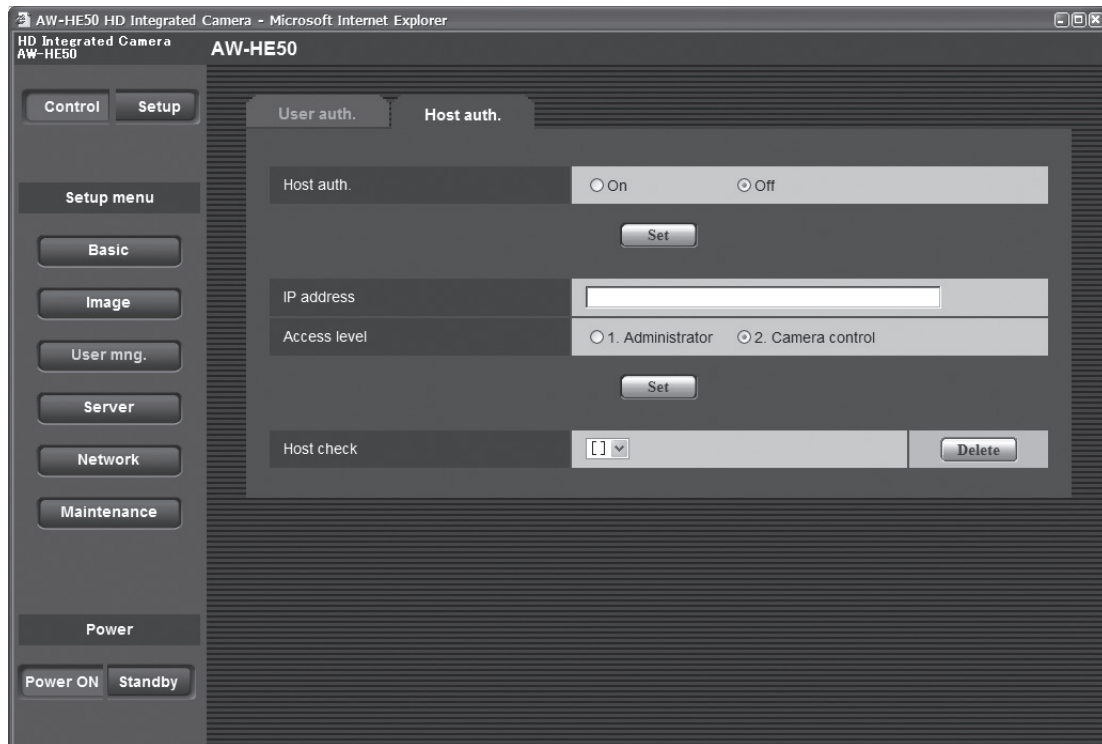 AW-HE50 HD Integrated Camera - Microsoft Internet Explorer
HD Integrated Camera
AW-HE50
AW-HE50
Control Setup
Setup menu
Basic
Image
User mng.
Server
Network
Maintenance
Power
Power ON Standby
User auth. Host auth.
Host auth. On Off
Set
IP address
Access level 1. Administrator 2. Camera control
Set
Host check [] Delete